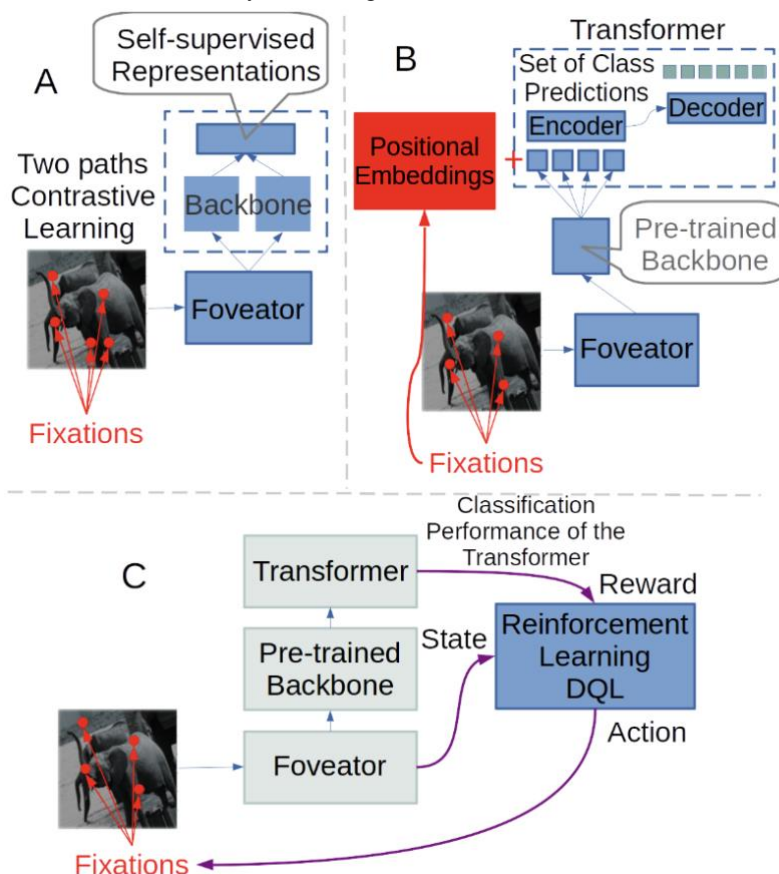 A
Self-supervised
Representations
Two paths
Contrastive
Learning
Backbone
Foveator
Fixations
B
Transformer
Set of Class
Predictions
Encoder
Decoder
Positional
Embeddings
+
Pre-trained
Backbone
Foveator
Fixations
C
Classification
Performance of the
Transformer
Transformer
Reward
State
Reinforcement
Learning
DQL
Pre-trained
Backbone
Action
Foveator
Fixations